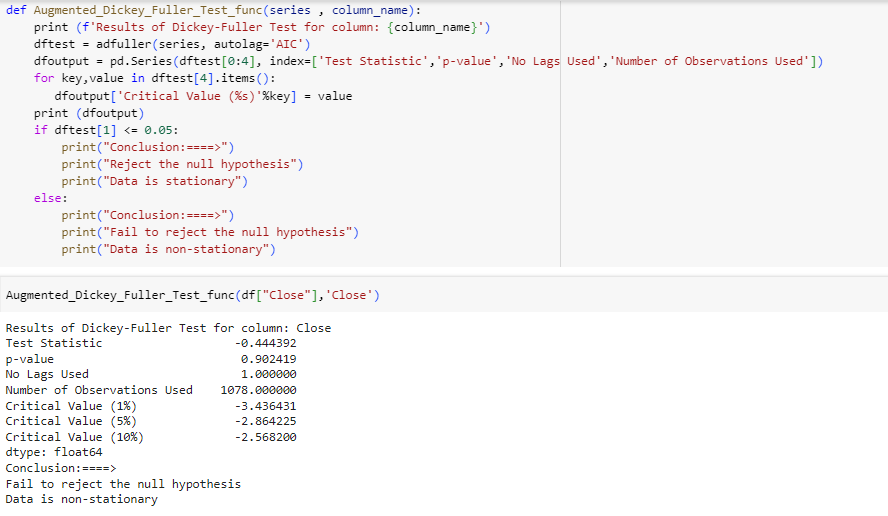 def Augmented_Dickey_Fuller_Test_func(series , column_name):
    print (f'Results of Dickey-Fuller Test for column: {column_name}')
    dftest = adfuller(series, autolag='AIC')
    dfoutput = pd.Series(dftest[0:4], index=['Test Statistic','p-value','No Lags Used','Number of Observations Used'])
    for key,value in dftest[4].items():
       dfoutput['Critical Value (%s)'%key] = value
    print (dfoutput)
    if dftest[1] <= 0.05:
        print("Conclusion:====>")
        print("Reject the null hypothesis")
        print("Data is stationary")
    else:
        print("Conclusion:====>")
        print("Fail to reject the null hypothesis")
        print("Data is non-stationary")
Augmented_Dickey_Fuller_Test_func(df["Close"],'Close')
Results of Dickey-Fuller Test for column: Close
Test Statistic                   -0.444392
p-value                           0.902419
No Lags Used                      1.000000
Number of Observations Used    1078.000000
Critical Value (1%)              -3.436431
Critical Value (5%)              -2.864225
Critical Value (10%)             -2.568200
dtype: float64
Conclusion:====>
Fail to reject the null hypothesis
Data is non-stationary